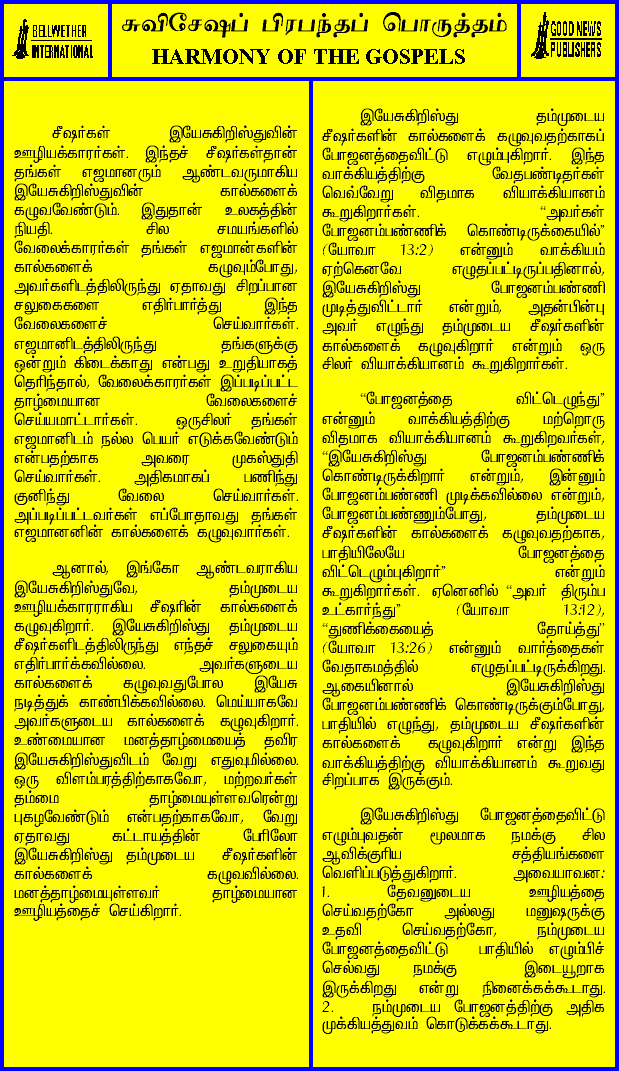 BELLWETHER
INTERNATIONAL
சுவிசேஷப் பிரபந்தப் பொருத்தம்
HARMONY OF THE GOSPELS
GOOD NEWS
PUBLISHERS
சீஷர்கள் இயேசுகிறிஸ்துவின்
ஊழியக்காரர்கள். இந்தச் சீஷர்கள்தான்
தங்கள் எஜமானரும் ஆண்டவருமாகிய
இயேசுகிறிஸ்துவின் கால்களைக்
கழுவவேண்டும். இதுதான் உலகத்தின்
நியதி. சில சமயங்களில்
வேலைக்காரர்கள் தங்கள் எஜமான்களின்
கால்களைக் கழுவும்போது,
அவர்களிடத்திலிருந்து ஏதாவது சிறப்பான
சலுகைகளை எதிர்பார்த்து இந்த
வேலைகளைச் செய்வார்கள்.
எஜமானிடத்திலிருந்து தங்களுக்கு
ஒன்றும் கிடைக்காது என்பது உறுதியாகத்
தெரிந்தால், வேலைக்காரர்கள் இப்படிப்பட்ட
தாழ்மையான வேலைகளைச்
செய்யமாட்டார்கள். ஒருசிலர் தங்கள்
எஜமானிடம் நல்ல பெயர் எடுக்கவேண்டும்
என்பதற்காக அவரை முகஸ்துதி
செய்வார்கள். அதிகமாகப் பணிந்து
குனிந்து வேலை செய்வார்கள்.
அப்படிப்பட்டவர்கள் எப்போதாவது தங்கள்
எஜமானனின் கால்களைக் கழுவுவார்கள்.
ஆனால், இங்கோ ஆண்டவராகிய
இயேசுகிறிஸ்துவே, தம்முடைய
ஊழியக்காரராகிய சீஷரின் கால்களைக்
கழுவுகிறார். இயேசுகிறிஸ்து தம்முடைய
சீஷர்களிடத்திலிருந்து எந்தச் சலுகையும்
எதிர்பார்க்கவில்லை. அவர்களுடைய
கால்களைக் கழுவுவதுபோல இயேசு
நடித்துக் காண்பிக்கவில்லை. மெய்யாகவே
அவர்களுடைய கால்களைக் கழுவுகிறார்.
உண்மையான மனத்தாழ்மையைத் தவிர
இயேசுகிறிஸ்துவிடம் வேறு எதுவுமில்லை.
ஒரு விளம்பரத்திற்காகவோ, மற்றவர்கள்
தம்மை தாழ்மையுள்ளவரென்று
புகழவேண்டும் என்பதற்காகவோ, வேறு
ஏதாவது கட்டாயத்தின் பேரிலோ
இயேசுகிறிஸ்து தம்முடைய சீஷர்களின்
கால்களைக் கழுவவில்லை.
மனத்தாழ்மையுள்ளவர் தாழ்மையான
ஊழியத்தைச் செய்கிறார்.
இயேசுகிறிஸ்து தம்முடைய
சீஷர்களின் கால்களைக் கழுவுவதற்காகப்
போஜனத்தைவிட்டு எழும்புகிறார். இந்த
வாக்கியத்திற்கு வேதபண்டிதர்கள்
வெவ்வேறு விதமாக வியாக்கியானம்
கூறுகிறார்கள். “அவர்கள்
போஜனம்பண்ணிக் கொண்டிருக்கையில்”
(யோவா 13:2) என்னும் வாக்கியம்
ஏற்கெனவே எழுதப்பட்டிருப்பதினால்,
இயேசுகிறிஸ்து போஜனம்பண்ணி
முடித்துவிட்டார் என்றும், அதன்பின்பு
அவர் எழுந்து தம்முடைய சீஷர்களின்
கால்களைக் கழுவுகிறார் என்றும் ஒரு
சிலர் வியாக்கியானம் கூறுகிறார்கள்.
“போஜனத்தை விட்டெழுந்து”
என்னும் வாக்கியத்திற்கு மற்றொரு
விதமாக வியாக்கியானம் கூறுகிறவர்கள்,
“இயேசுகிறிஸ்து போஜனம்பண்ணிக்
கொண்டிருக்கிறார் என்றும், இன்னும்
போஜனம்பண்ணி முடிக்கவில்லை என்றும்,
போஜனம்பண்ணும்போது, தம்முடைய
சீஷர்களின் கால்களைக் கழுவுவதற்காக,
பாதியிலேயே போஜனத்தை
விட்டெழும்புகிறார்” என்றும்
கூறுகிறார்கள். ஏனெனில் “அவர் திரும்ப
உட்கார்ந்து” (யோவா 13:12),
“துணிக்கையைத் தோய்த்து”
(யோவா 13:26) என்னும் வார்த்தைகள்
வேதாகமத்தில் எழுதப்பட்டிருக்கிறது.
ஆகையினால் இயேசுகிறிஸ்து
போஜனம்பண்ணிக் கொண்டிருக்கும்போது,
பாதியில் எழுந்து, தம்முடைய சீஷர்களின்
கால்களைக் கழுவுகிறார் என்று இந்த
வாக்கியத்திற்கு வியாக்கியானம் கூறுவது
சிறப்பாக இருக்கும்.
இயேசுகிறிஸ்து போஜனத்தைவிட்டு
எழும்புவதன் மூலமாக நமக்கு சில
ஆவிக்குரிய சத்தியங்களை
வெளிப்படுத்துகிறார். அவையாவன:
1. தேவனுடைய ஊழியத்தை
செய்வதற்கோ அல்லது மனுஷருக்கு
உதவி செய்வதற்கோ, நம்முடைய
போஜனத்தைவிட்டு பாதியில் எழும்பிச்
செல்வது நமக்கு இடையூறாக
இருக்கிறது என்று நினைக்கக்கூடாது.
2. நம்முடைய போஜனத்திற்கு அதிக
முக்கியத்துவம் கொடுக்கக்கூடாது.